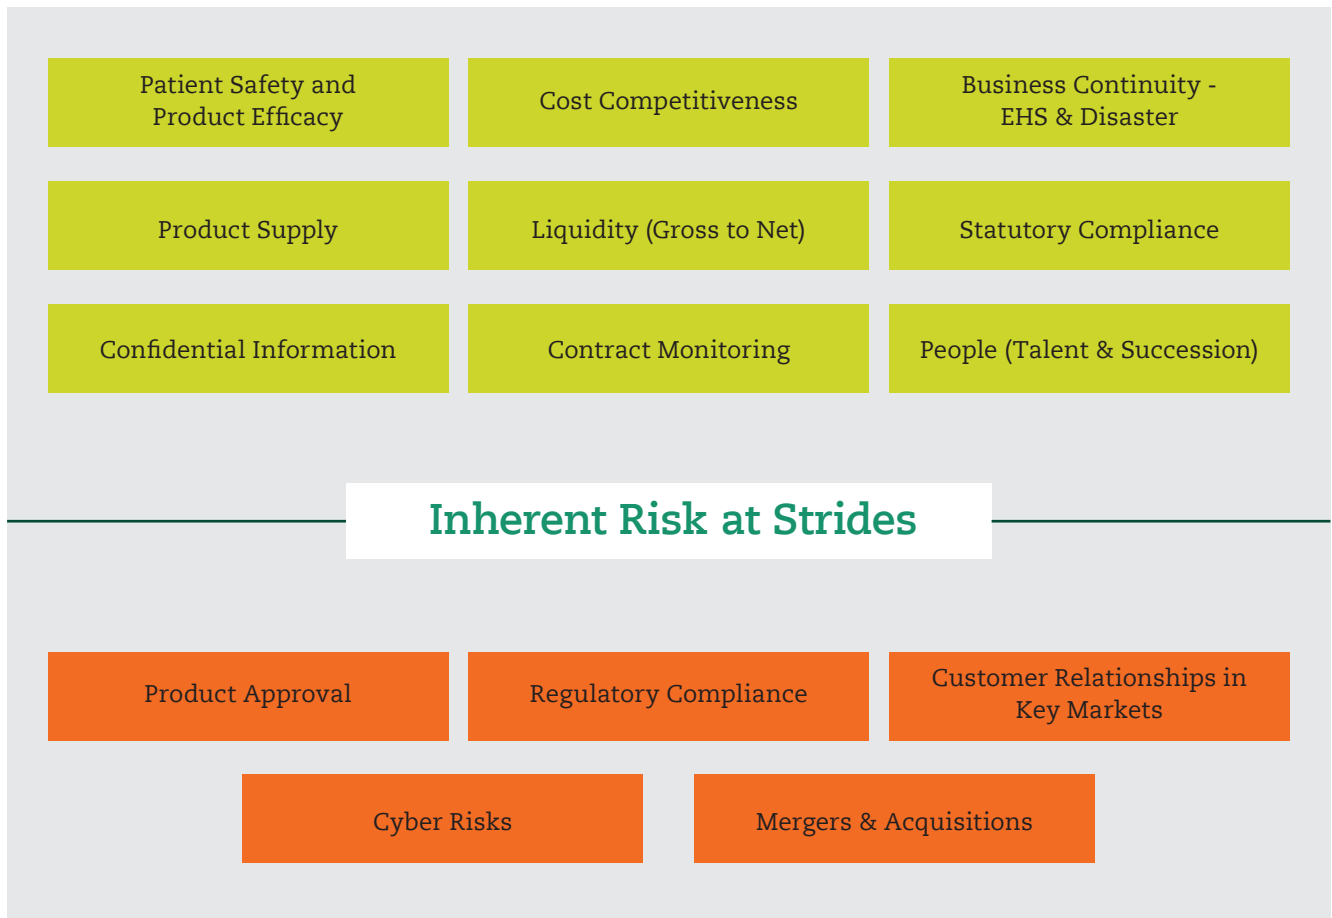 Patient Safety and
Product Efficacy
Cost Competitiveness
Business Continuity -
EHS & Disaster
Product Supply
Liquidity (Gross to Net)
Statutory Compliance
Confidential Information
Contract Monitoring
People (Talent & Succession)
Inherent Risk at Strides
Product Approval
Regulatory Compliance
Customer Relationships in
Key Markets
Cyber Risks
Mergers & Acquisitions